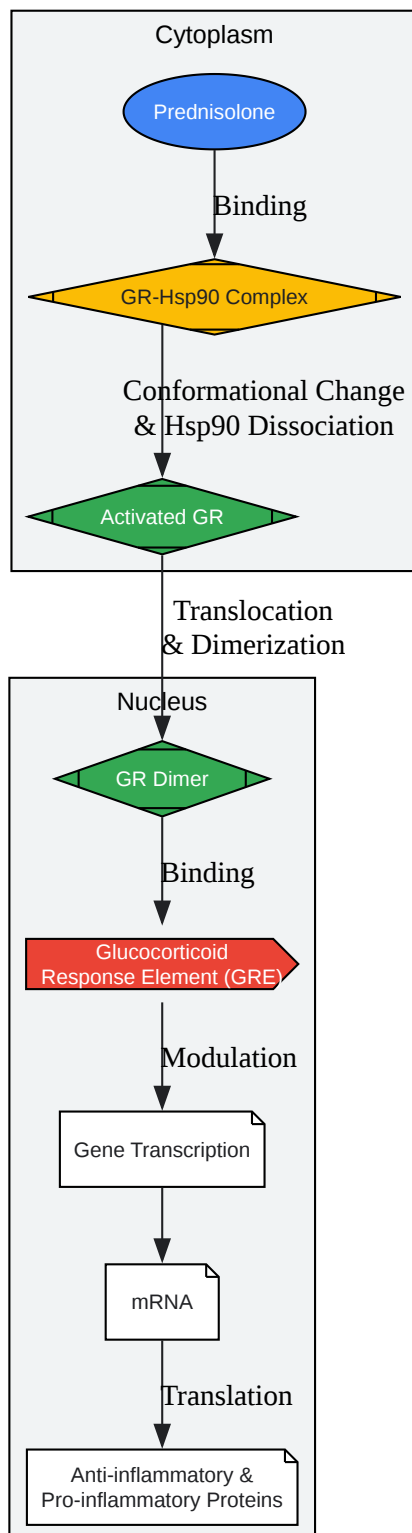 Cytoplasm
Prednisolone
Binding
GR-Hsp90 Complex
Conformational Change
& Hsp90 Dissociation
Activated GR
Translocation
& Dimerization
Nucleus
GR Dimer
Binding
Glucocorticoid
Response Element (GRE)
Modulation
Gene Transcription
mRNA
Translation
Anti-inflammatory &
Pro-inflammatory Proteins